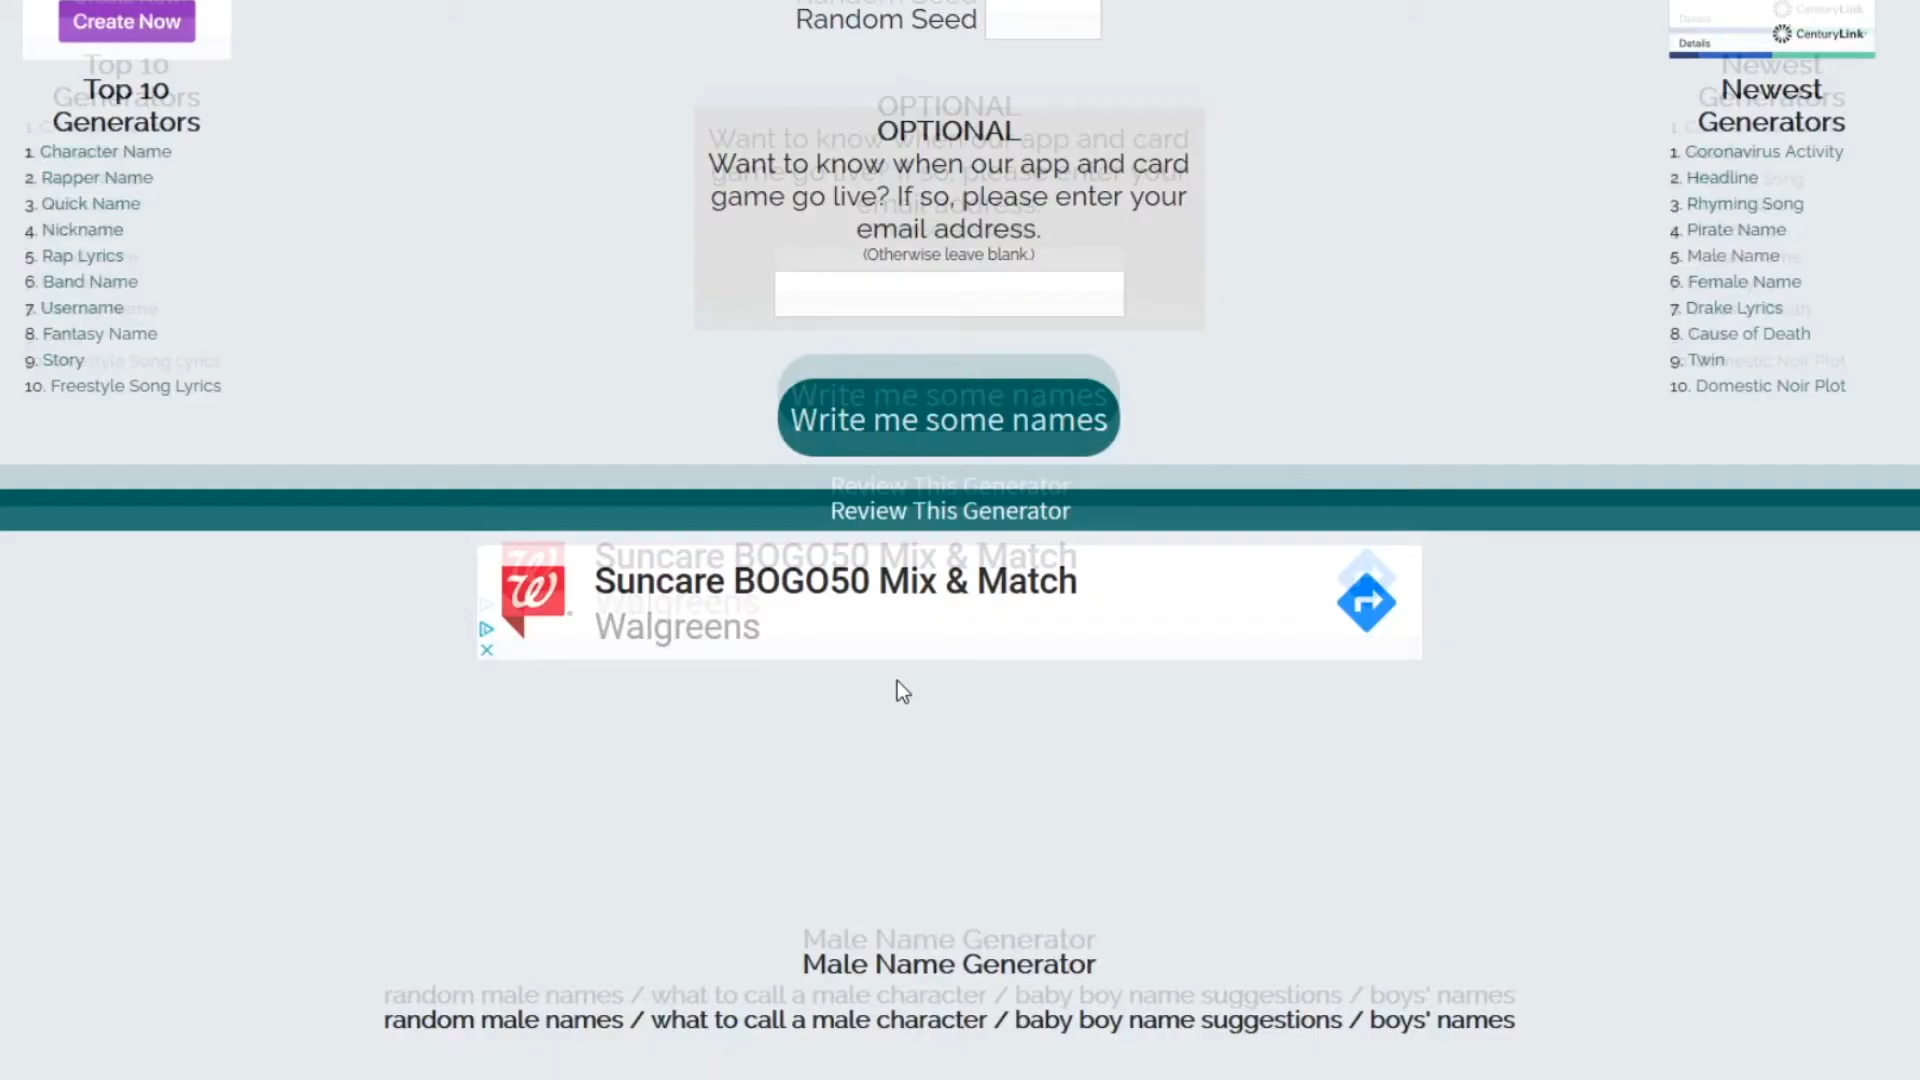 Create Now
Random Seed
Details
CenturyLink
Top 10
Generators
1. Character Name
2. Rapper Name
3. Quick Name
4. Nickname
5. Rap Lyrics
6. Band Name
7. Username
8. Fantasy Name
9. Story
10. Freestyle Song Lyrics
OPTIONAL
Want to know when our app and card
game go live? If so, please enter your
email address.
(Otherwise leave blank.)
Write me some names
Newest
Generators
1. Coronavirus Activity
2. Headline
3. Rhyming Song
4. Pirate Name
5. Male Name
6. Female Name
7. Drake Lyrics
8. Cause of Death
9. Twin
10. Domestic Noir Plot
Review This Generator
Suncare BOGO50 Mix & Match
Walgreens
Male Name Generator
random male names / what to call a male character / baby boy name suggestions / boys' names